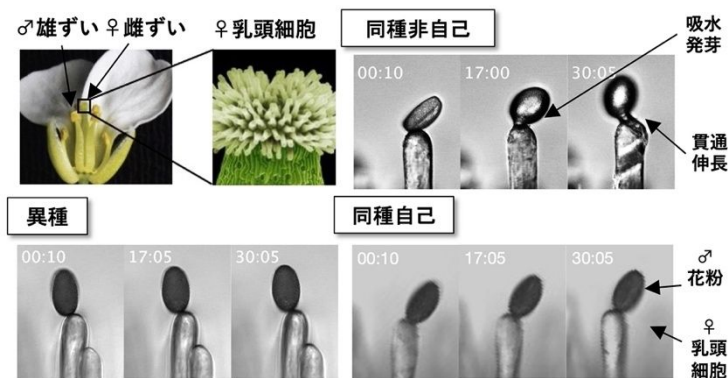 ♂雄ずい ♀雌ずい
♀乳頭細胞
同種非自己
吸水
発芽
00:10
17:00
30:05
貫通
伸長
異種
00:10
17:05
30:05
同種自己
00:10
17:05
30:05
♂
花粉
♀
乳頭
細胞